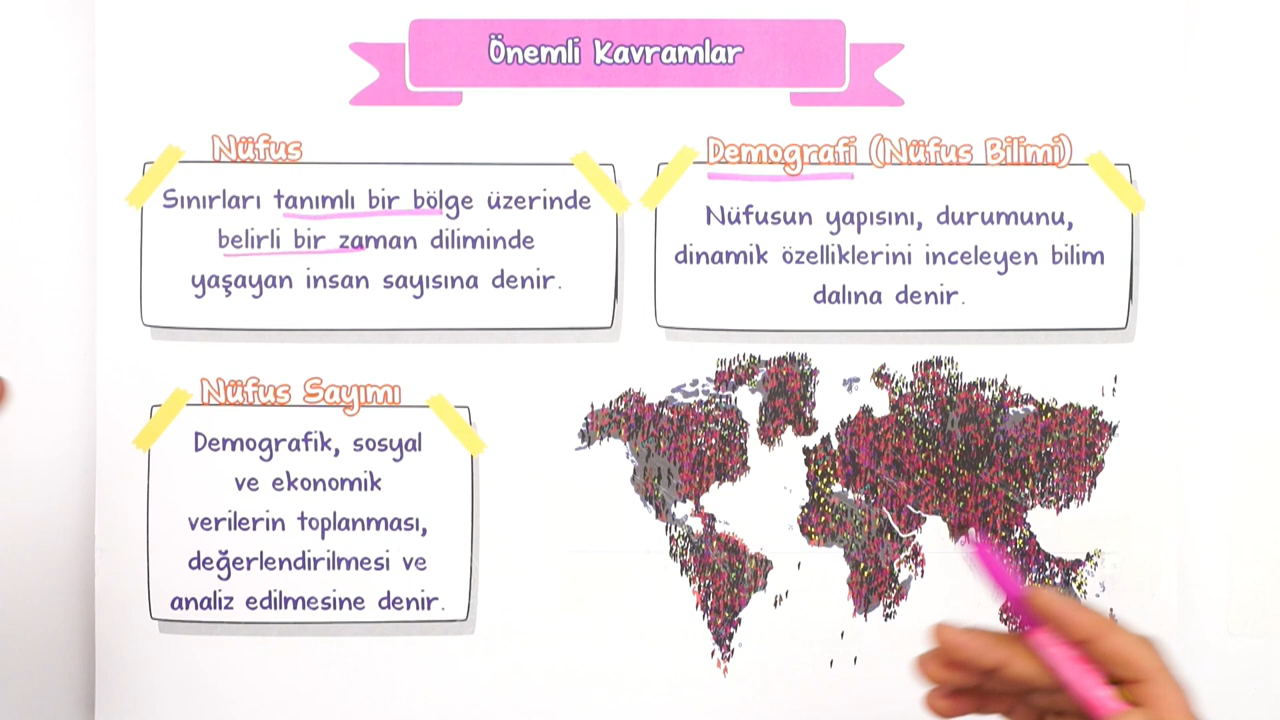 Önemli Kavramlar
Nüfus
Sınırları tanımlı bir bölge üzerinde
belirli bir zaman diliminde
yaşayan insan sayısına denir.
Demografi (Nüfus Bilimi)
Nüfusun yapısını, durumunu,
dinamik özelliklerini inceleyen bilim
dalına denir.
Nüfus Sayımı
Demografik, sosyal
ve ekonomik
verilerin toplanması,
değerlendirilmesi ve
analiz edilmesine denir.